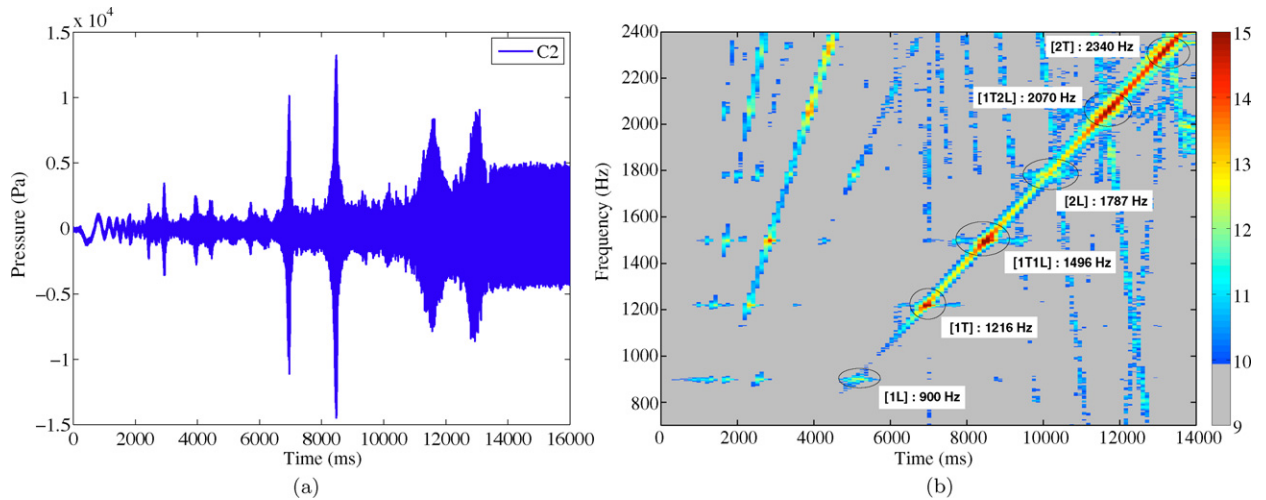 x 10⁴
1.5
1
0.5
0
−0.5
−1
−1.5
0 2000 4000 6000 8000 10000 12000 14000 16000
Pressure (Pa)
Time (ms)
C2
(a)
2400
2200
2000
1800
1600
1400
1200
1000
800
0 2000 4000 6000 8000 10000 12000 14000
Frequency (Hz)
Time (ms)
[2T] : 2340 Hz
[1T2L] : 2070 Hz
[2L] : 1787 Hz
[1T1L] : 1496 Hz
[1T] : 1216 Hz
[1L] : 900 Hz
15
14
13
12
11
10
9
(b)